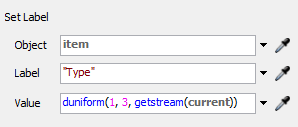 Set Label
Object item
Label "Type"
Value duniform(1, 3, getstream(current))